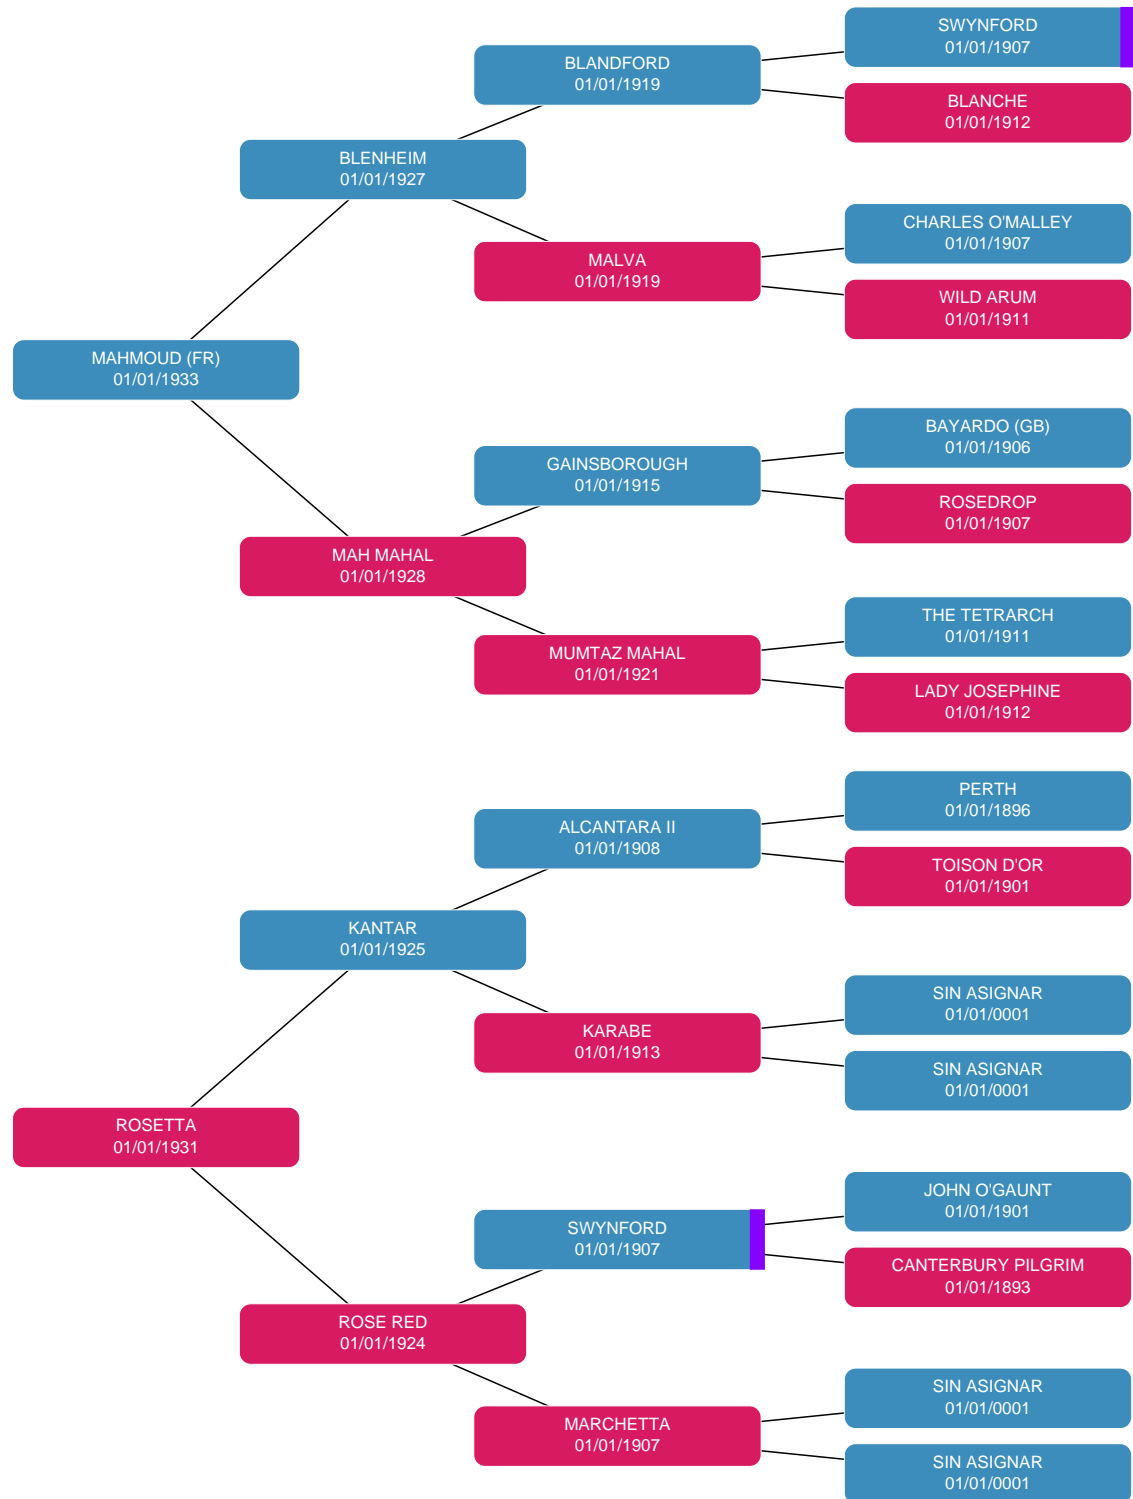 SWYNFORD
01/01/1907
BLANDFORD
01/01/1919
BLANCHE
01/01/1912
BLENHEIM
01/01/1927
CHARLES O'MALLEY
01/01/1907
MALVA
01/01/1919
WILD ARUM
01/01/1911
MAHMOUD (FR)
01/01/1933
BAYARDO (GB)
01/01/1906
GAINSBOROUGH
01/01/1915
ROSEDROP
01/01/1907
MAH MAHAL
01/01/1928
THE TETRARCH
01/01/1911
MUMTAZ MAHAL
01/01/1921
LADY JOSEPHINE
01/01/1912
PERTH
01/01/1896
ALCANTARA II
01/01/1908
TOISON D'OR
01/01/1901
KANTAR
01/01/1925
SIN ASIGNAR
01/01/0001
KARABE
01/01/1913
SIN ASIGNAR
01/01/0001
ROSETTA
01/01/1931
JOHN O'GAUNT
01/01/1901
SWYNFORD
01/01/1907
CANTERBURY PILGRIM
01/01/1893
ROSE RED
01/01/1924
SIN ASIGNAR
01/01/0001
MARCHETTA
01/01/1907
SIN ASIGNAR
01/01/0001